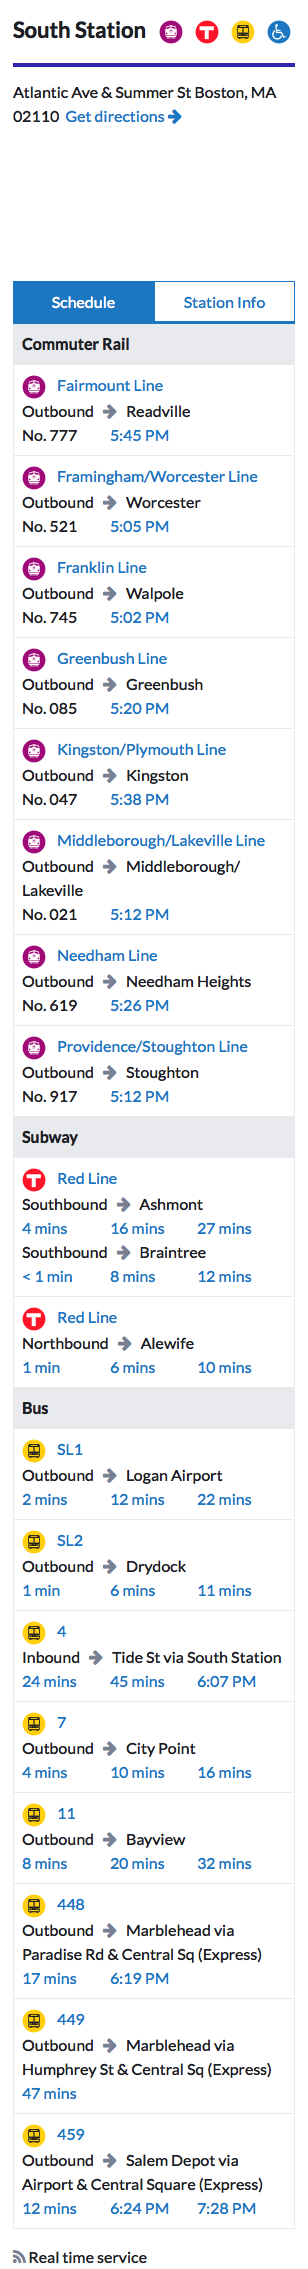 South Station
Atlantic Ave & Summer St Boston, MA
02110 Get directions
Schedule Station Info
Commuter Rail
Fairmount Line
Outbound Readville
No. 777 5:45 PM
Framingham/Worcester Line
Outbound Worcester
No. 521 5:05 PM
Franklin Line
Outbound Walpole
No. 745 5:02 PM
Greenbush Line
Outbound Greenbush
No. 085 5:20 PM
Kingston/Plymouth Line
Outbound Kingston
No. 047 5:38 PM
Middleborough/Lakeville Line
Outbound Middleborough/
Lakeville
No. 021 5:12 PM
Needham Line
Outbound Needham Heights
No. 619 5:26 PM
Providence/Stoughton Line
Outbound Stoughton
No. 917 5:12 PM
Subway
Red Line
Southbound Ashmont
4 mins 16 mins 27 mins
Southbound Braintree
< 1 min 8 mins 12 mins
Red Line
Northbound Alewife
1 min 6 mins 10 mins
Bus
SL1
Outbound Logan Airport
2 mins 12 mins 22 mins
SL2
Outbound Drydock
1 min 6 mins 11 mins
4
Inbound Tide St via South Station
24 mins 45 mins 6:07 PM
7
Outbound City Point
4 mins 10 mins 16 mins
11
Outbound Bayview
8 mins 20 mins 32 mins
448
Outbound Marblehead via
Paradise Rd & Central Sq (Express)
17 mins 6:19 PM
449
Outbound Marblehead via
Humphrey St & Central Sq (Express)
47 mins
459
Outbound Salem Depot via
Airport & Central Square (Express)
12 mins 6:24 PM 7:28 PM
Real time service